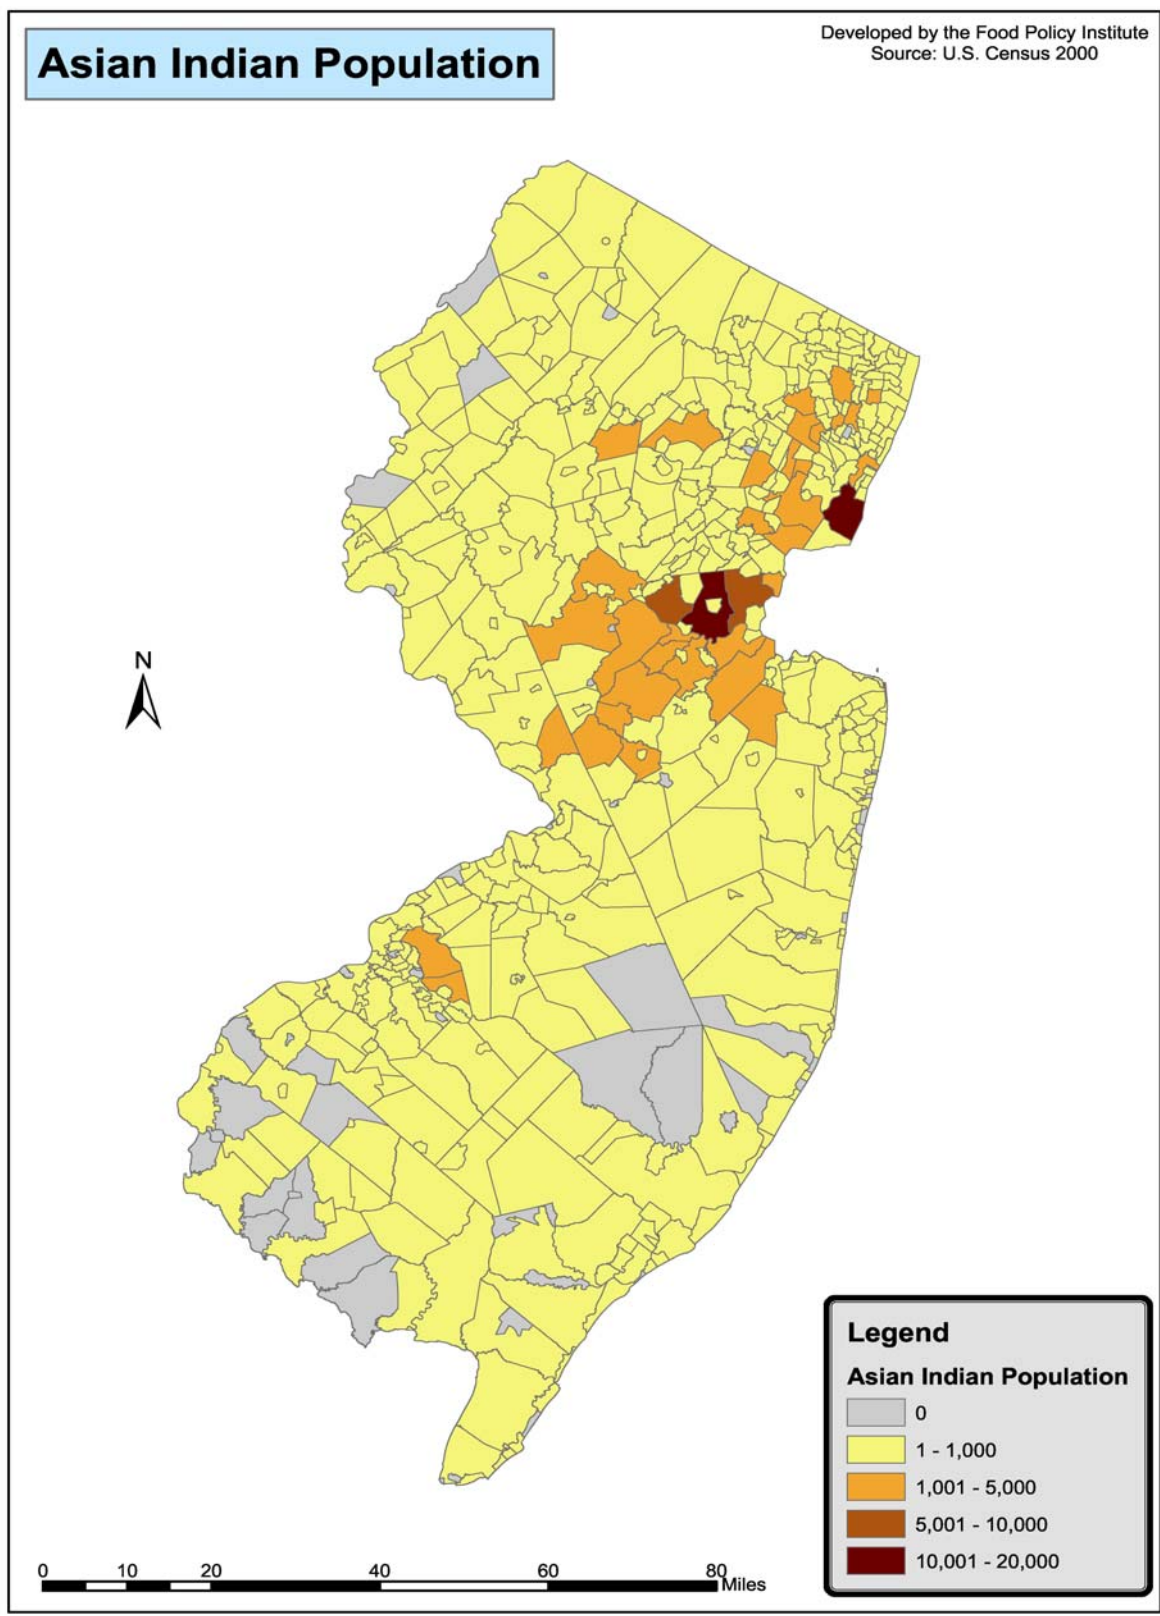 Asian Indian Population
Developed by the Food Policy Institute
Source: U.S. Census 2000
N
Legend
Asian Indian Population
0
1 - 1,000
1,001 - 5,000
5,001 - 10,000
10,001 - 20,000
0 10 20 40 60 80
Miles